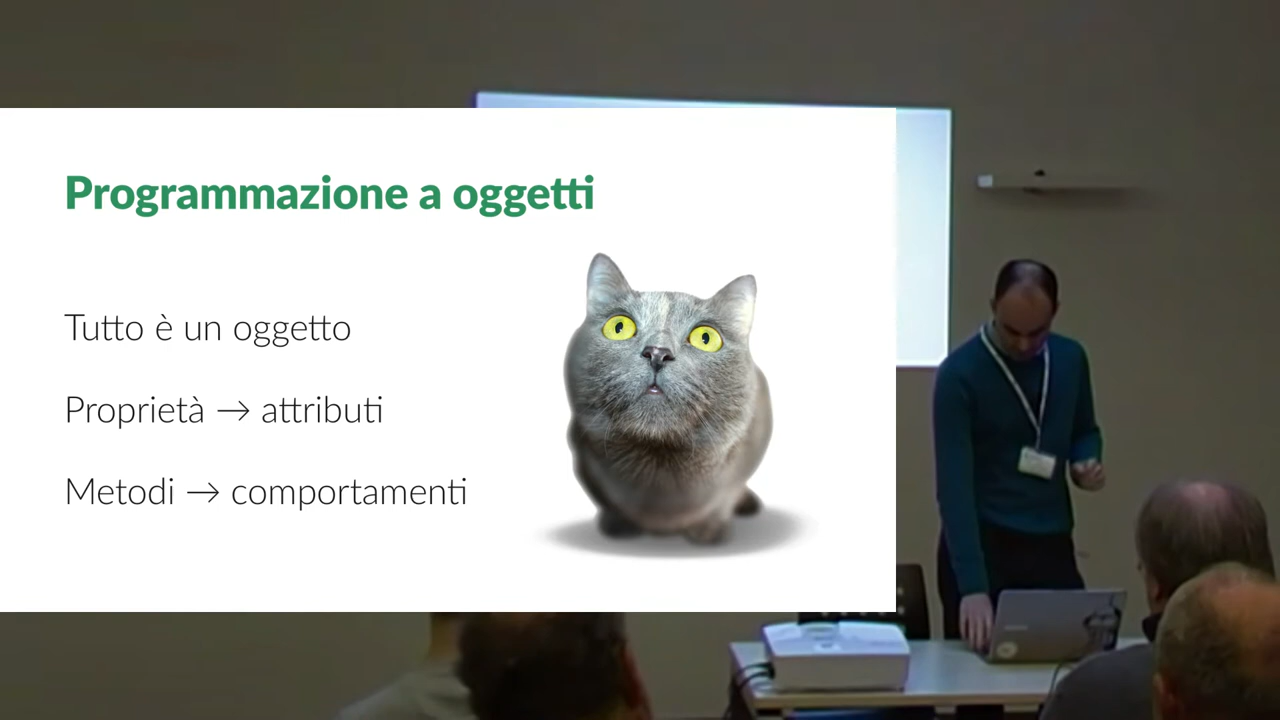 Programmazione a oggetti
Tutto è un oggetto
Proprietà → attributi
Metodi → comportamenti